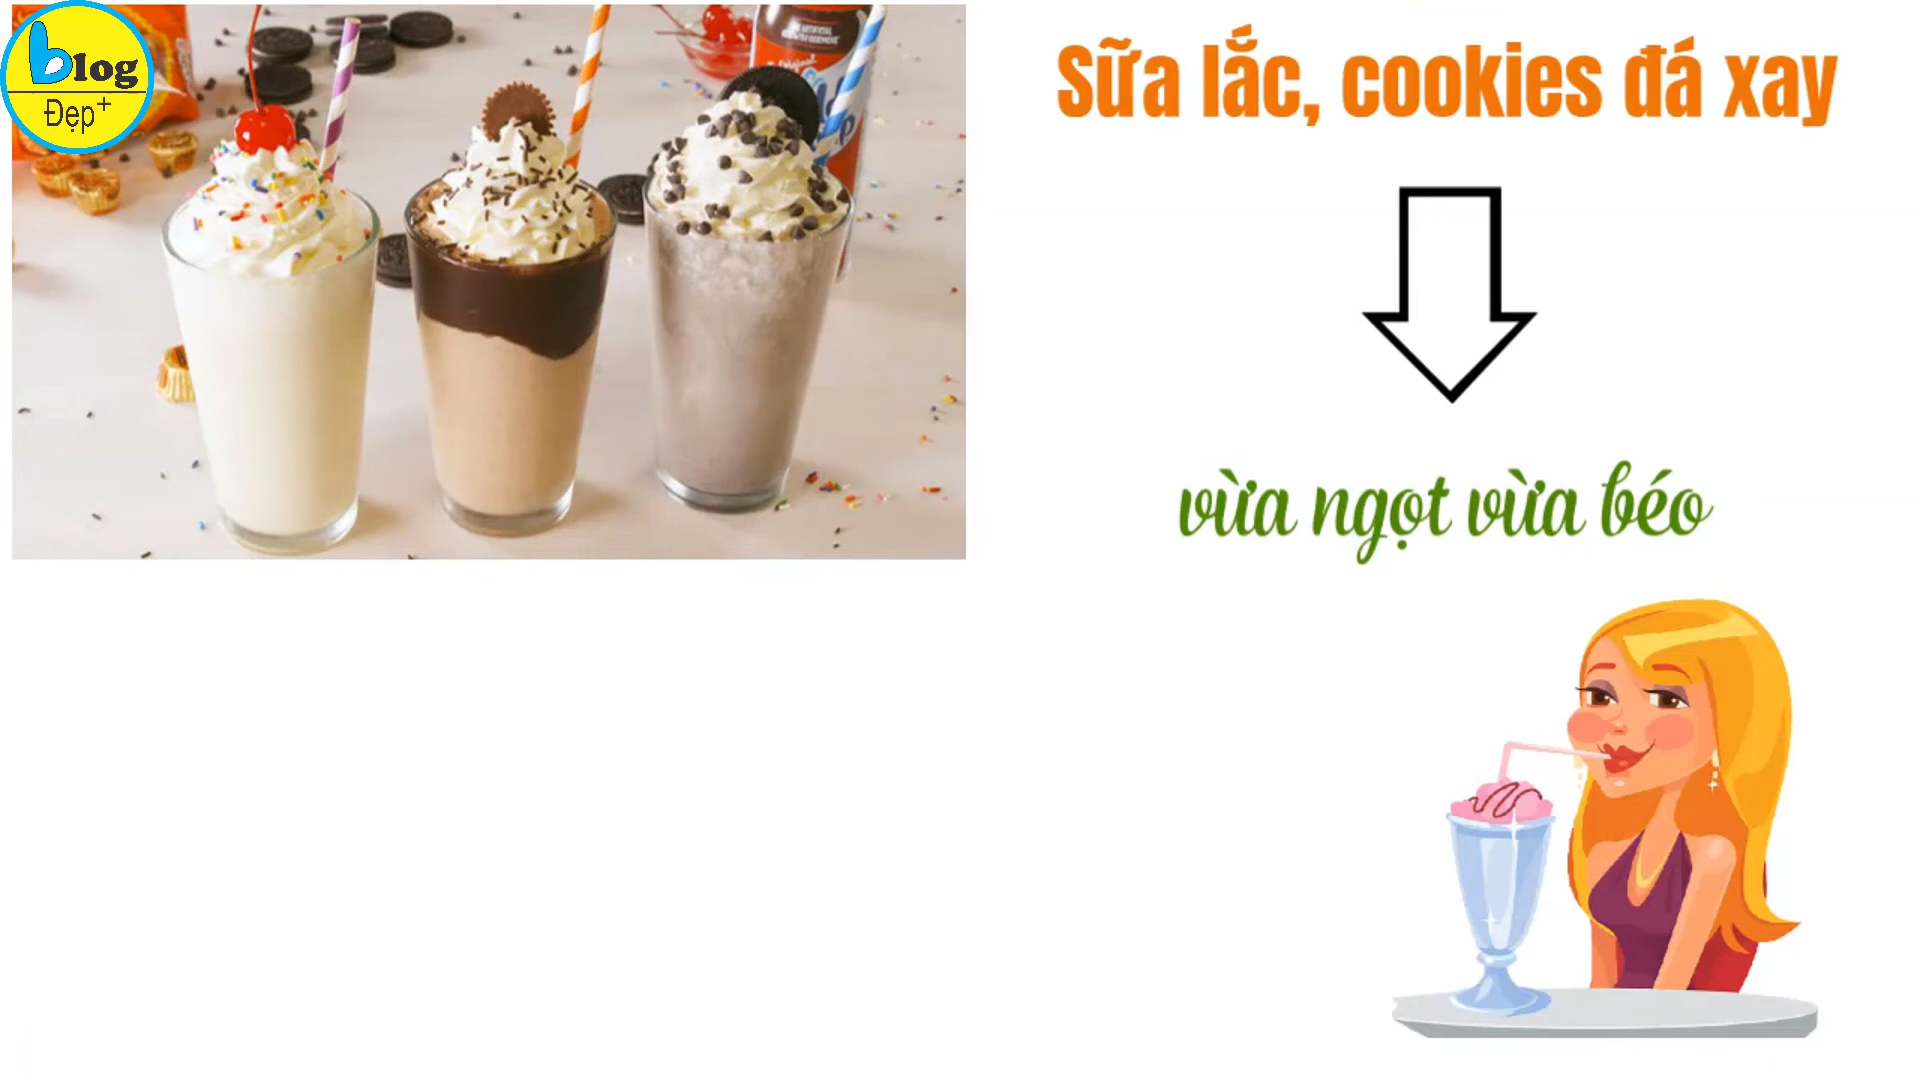 blog
Đẹp+
Sữa lắc, cookies đá xay
vừa ngọt vừa béo